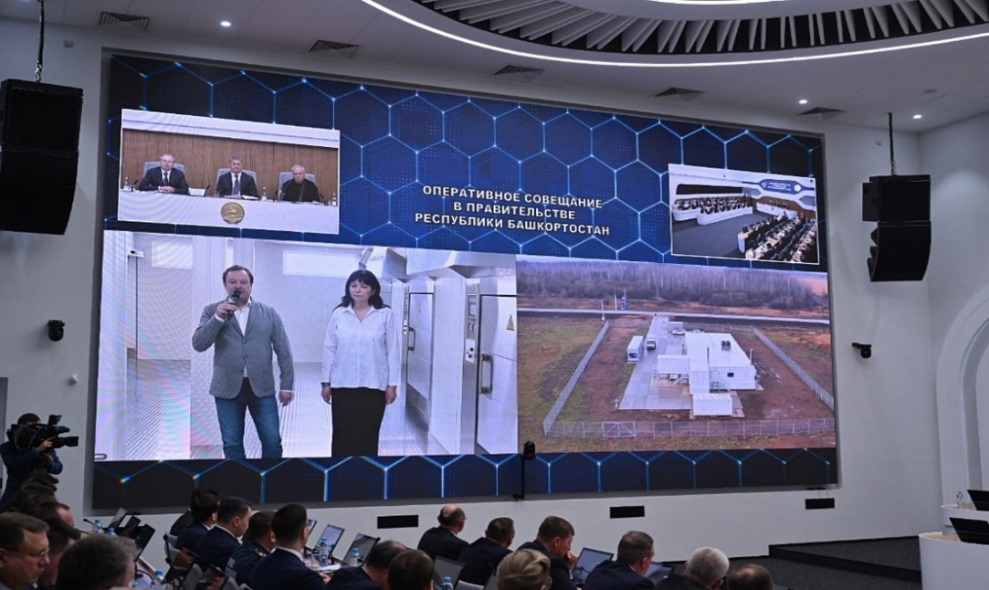 ОПЕРАТИВНОЕ СОВЕЩАНИЕ
В ПРАВИТЕЛЬСТВЕ
РЕСПУБЛИКИ БАШКОРТОСТАН